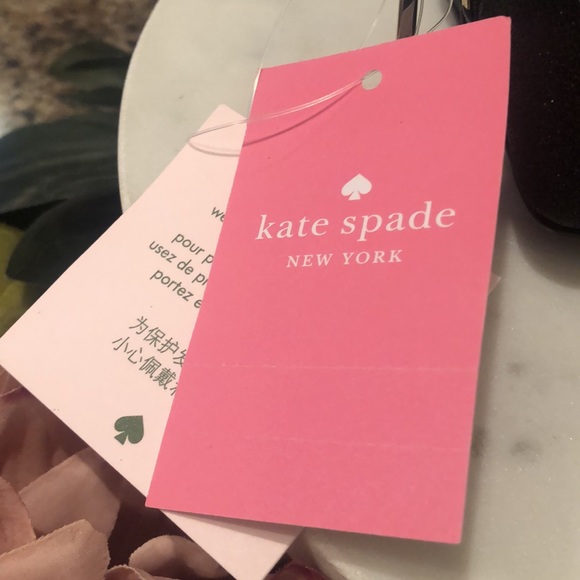 kate spade
NEW YORK
pour
usez de
portez
为保护
小心佩戴